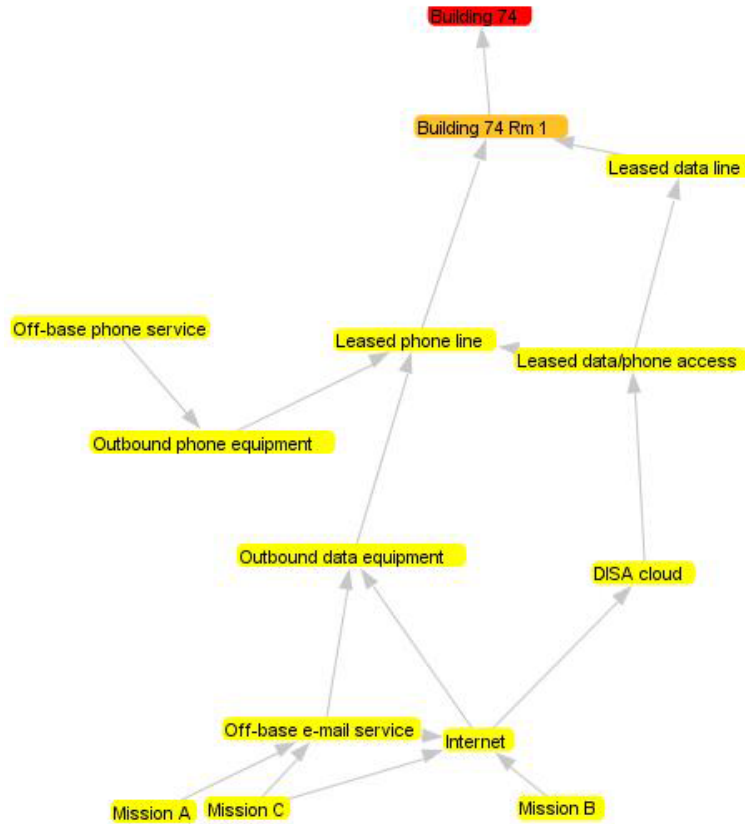 Building 74
Building 74 Rm 1
Leased data line
Off-base phone service
Leased phone line
Leased data/phone access
Outbound phone equipment
Outbound data equipment
DISA cloud
Off-base e-mail service
Internet
Mission A
Mission C
Mission B